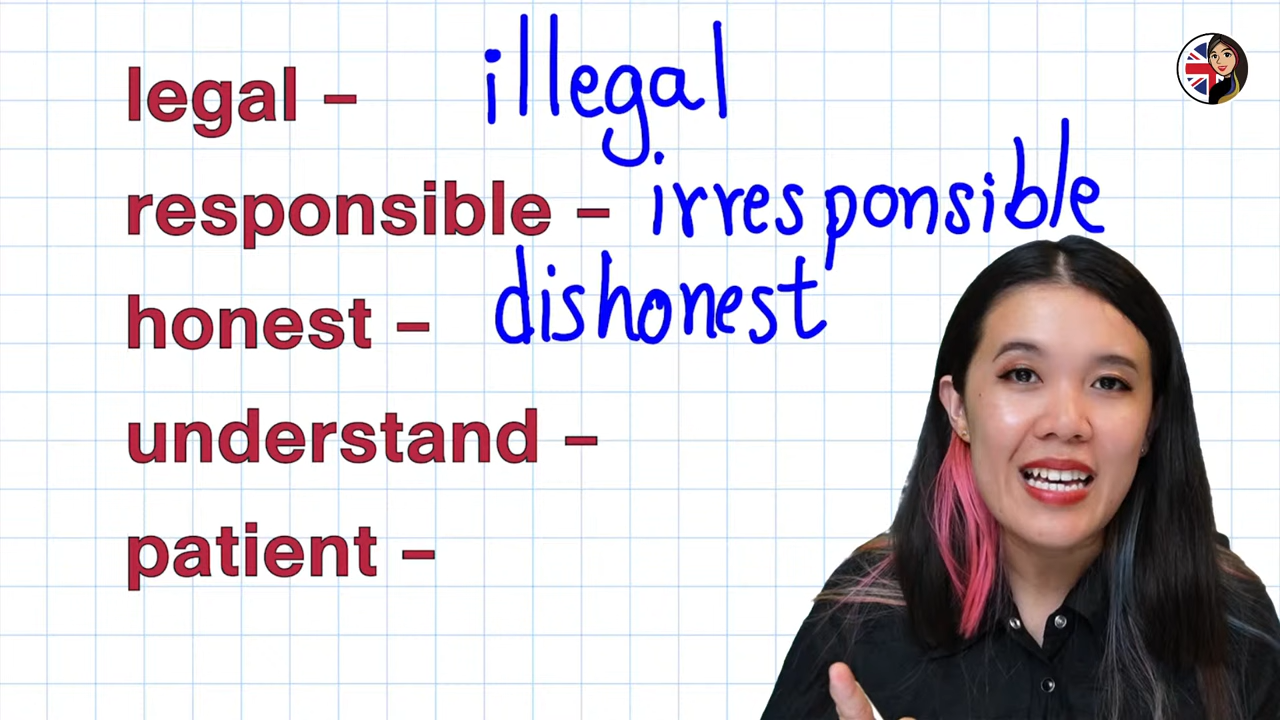 legal – illegal
responsible – irresponsible
honest – dishonest
understand –
patient –